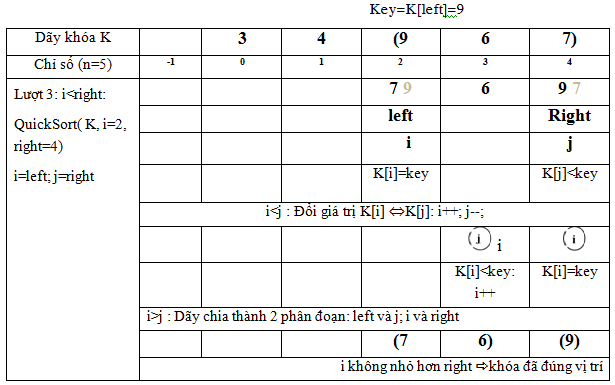 Key=K[left]=9
Dãy khóa K 3 4 (9 6 7)
Chỉ số (n=5) -1 0 1 2 3 4
Lượt 3: i<right: 7 9 6 9 7
QuickSort( K, i=2, left Right
right=4) i j
i=left; j=right K[i]=key K[j]<key
i<j : Đổi giá trị K[i] ⇔K[j]: i++; j--;
j i i
K[i]<key: K[i]=key
i++
i>j : Dãy chia thành 2 phân đoạn: left và j; i và right
(7 6) (9)
i không nhỏ hơn right ⇨khóa đã đúng vị trí